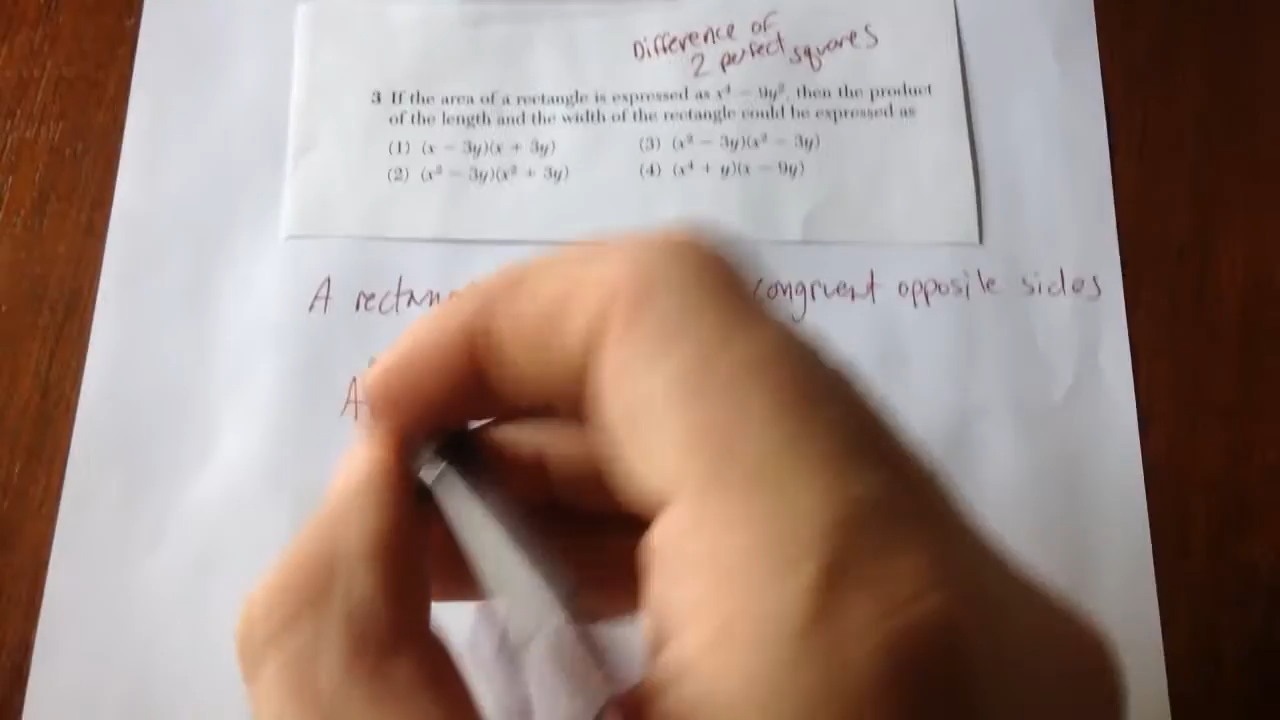 Difference of
2 perfect squares
3 If the area of a rectangle is expressed as x⁴ − 9y², then the product
of the length and the width of the rectangle could be expressed as
(1) (x − 3y)(x + 3y) (3) (x² − 3y)(x² − 3y)
(2) (x² − 3y)(x² + 3y) (4) (x⁴ + y)(x − 9y)
A congruent opposite sides
A